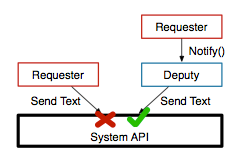 Requester
Notify()
Requester
Deputy
Send Text
Send Text
System API